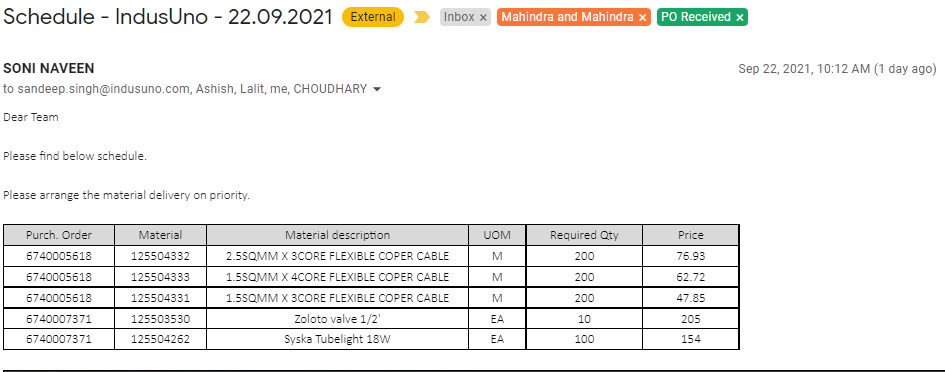 Schedule - IndusUno - 22.09.2021 External Inbox × Mahindra and Mahindra × PO Received ×
SONI NAVEEN Sep 22, 2021, 10:12 AM (1 day ago)
to sandeep.singh@indusuno.com, Ashish, Lalit, me, CHOUDHARY
Dear Team
Please find below schedule.
Please arrange the material delivery on priority.
Purch. Order Material Material description UOM Required Qty Price
6740005618 125504332 2.5SQMM X 3CORE FLEXIBLE COPER CABLE M 200 76.93
6740005618 125504333 1.5SQMM X 4CORE FLEXIBLE COPER CABLE M 200 62.72
6740005618 125504331 1.5SQMM X 3CORE FLEXIBLE COPER CABLE M 200 47.85
6740007371 125503530 Zoloto valve 1/2' EA 10 205
6740007371 125504262 Syska Tubelight 18W EA 100 154